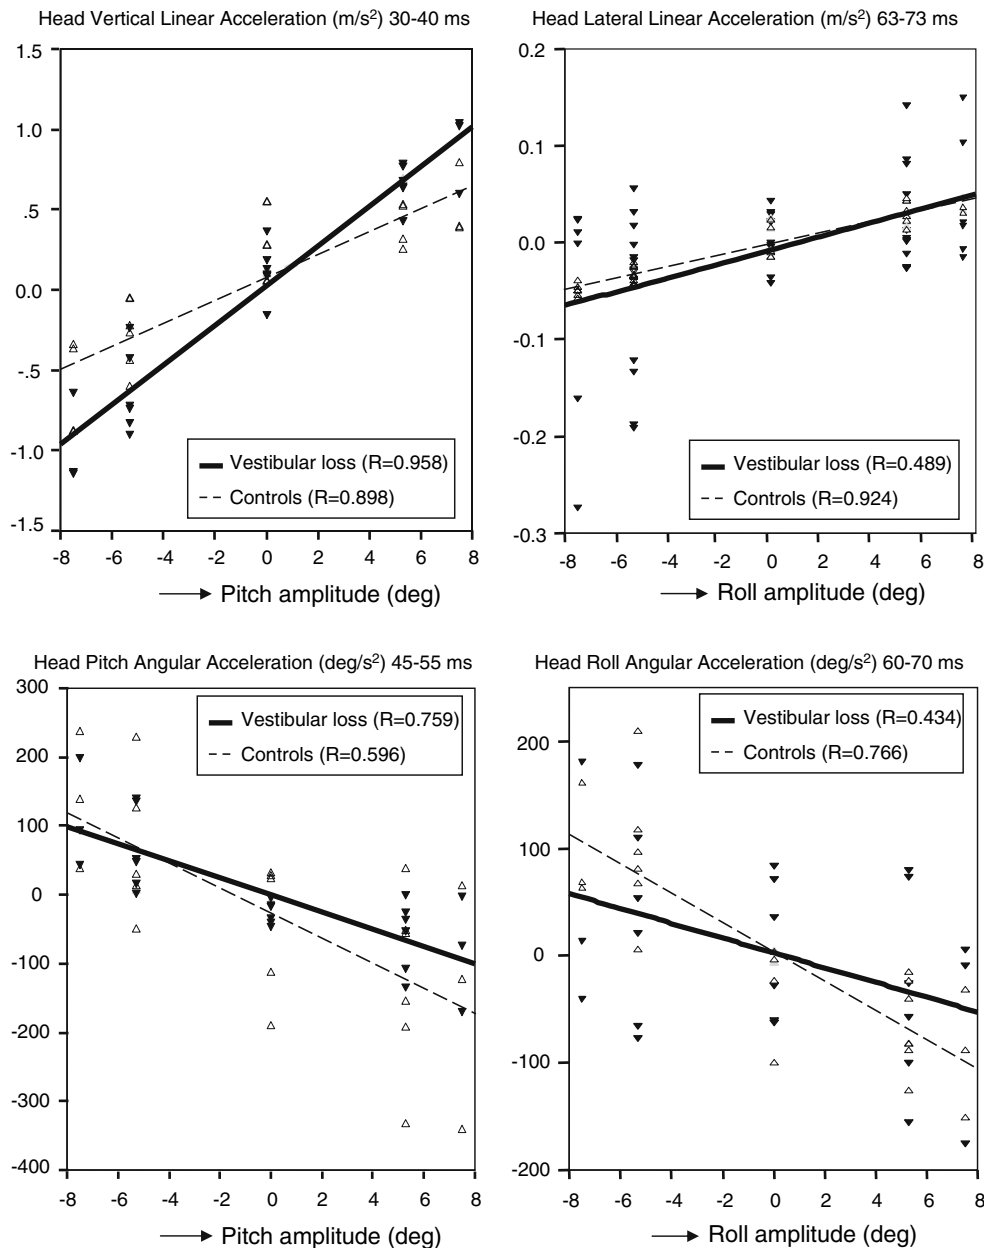 Head Vertical Linear Acceleration (m/s²) 30-40 ms
1.5
1.0
.5
0.0
-.5
-1.0
-1.5
Vestibular loss (R=0.958)
Controls (R=0.898)
-8 -6 -4 -2 0 2 4 6 8
Pitch amplitude (deg)
Head Lateral Linear Acceleration (m/s²) 63-73 ms
0.2
0.1
0.0
-0.1
-0.2
-0.3
Vestibular loss (R=0.489)
Controls (R=0.924)
-8 -6 -4 -2 0 2 4 6 8
Roll amplitude (deg)
Head Pitch Angular Acceleration (deg/s²) 45-55 ms
300
200
100
0
-100
-200
-300
-400
Vestibular loss (R=0.759)
Controls (R=0.596)
-8 -6 -4 -2 0 2 4 6 8
Pitch amplitude (deg)
Head Roll Angular Acceleration (deg/s²) 60-70 ms
200
100
0
-100
-200
Vestibular loss (R=0.434)
Controls (R=0.766)
-8 -6 -4 -2 0 2 4 6 8
Roll amplitude (deg)